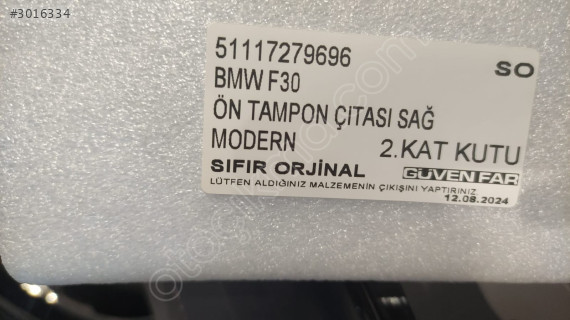 #3016334
51117279696 SO
BMW F30
ÖN TAMPON ÇITASI SAĞ
MODERN 2.KAT KUTU
SIFIR ORJİNAL GÜVEN FAR
LÜTFEN ALDIĞINIZ MALZEMENİN ÇIKIŞINI YAPTIRINIZ
12.08.2024